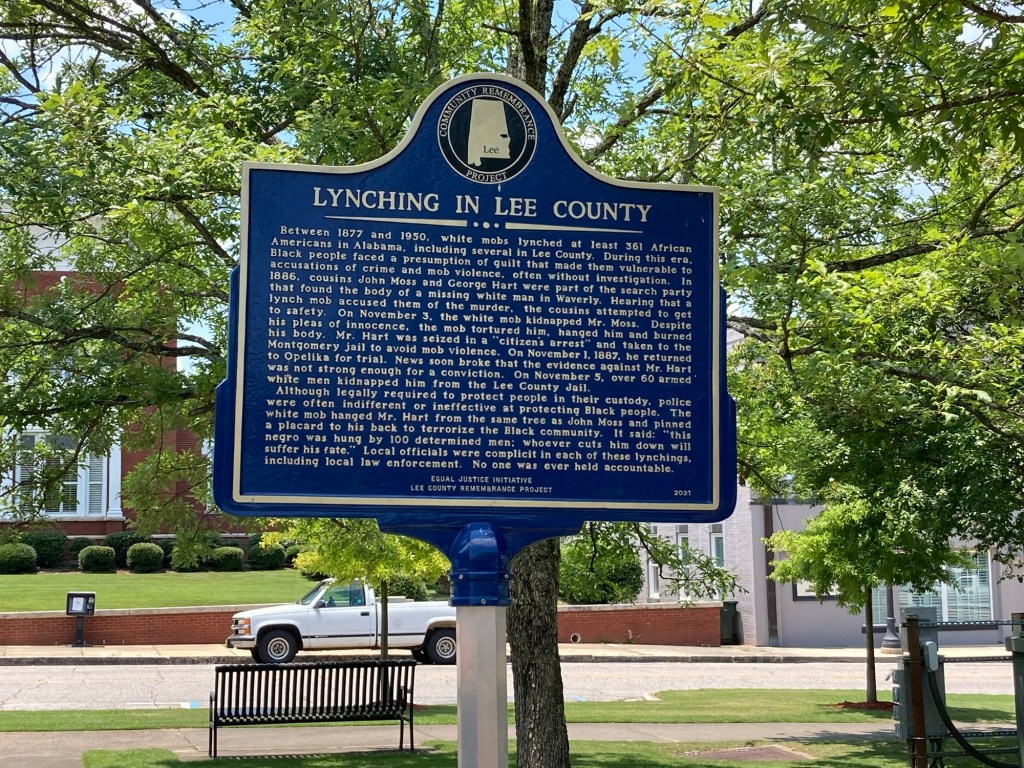 COMMUNITY REMEMBRANCE
Lee
PROJECT
LYNCHING IN LEE COUNTY
Between 1877 and 1950, white mobs lynched at least 361 African
Americans in Alabama, including several in Lee County. During this era,
Black people faced a presumption of guilt that made them vulnerable to
accusations of crime and mob violence, often without investigation. In
1886, cousins John Moss and George Hart were part of the search party
that found the body of a missing white man in Waverly. Hearing that a
lynch mob accused them of the murder, the cousins attempted to get
to safety. On November 3, the white mob kidnapped Mr. Moss. Despite
his pleas of innocence, the mob tortured him, hanged him and burned
his body. Mr. Hart was seized in a "citizen's arrest" and taken to the
Montgomery jail to avoid mob violence. On November 1, 1887, he returned
to Opelika for trial. News soon broke that the evidence against Mr. Hart
was not strong enough for a conviction. On November 5, over 60 armed
white men kidnapped him from the Lee County Jail.
Although legally required to protect people in their custody, police
were often indifferent or ineffective at protecting Black people. The
white mob hanged Mr. Hart from the same tree as John Moss and pinned
a placard to his back to terrorize the Black community. It said: "this
negro was hung by 100 determined men; whoever cuts him down will
suffer his fate." Local officials were complicit in each of these lynchings,
including local law enforcement. No one was ever held accountable.
EQUAL JUSTICE INITIATIVE
LEE COUNTY REMEMBRANCE PROJECT
2021